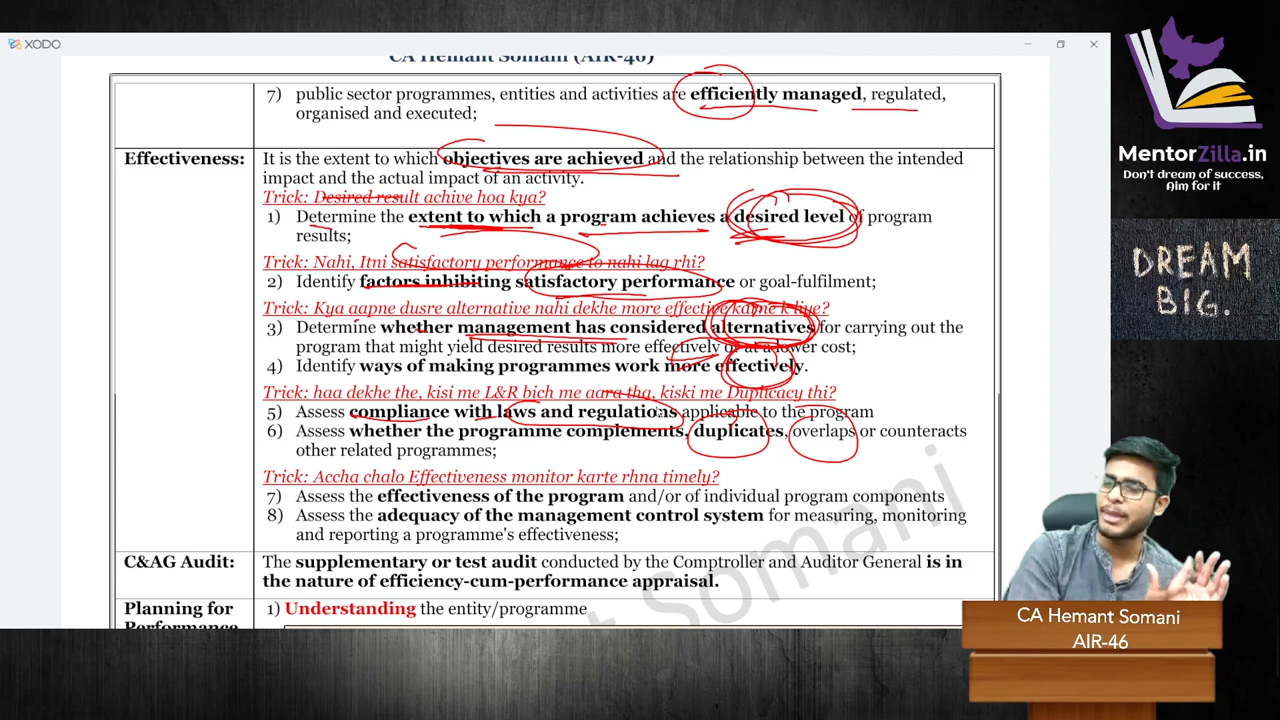 XODO
CA Hemant Somani (AIR-46)
7) public sector programmes, entities and activities are efficiently managed, regulated,
organised and executed;
Effectiveness:
It is the extent to which objectives are achieved and the relationship between the intended
impact and the actual impact of an activity.
Trick: Desired result achive hoa kya?
1) Determine the extent to which a program achieves a desired level of program
results;
Trick: Nahi, Itni satisfactory performance to nahi lag rhi?
2) Identify factors inhibiting satisfactory performance or goal-fulfilment;
Trick: Kya aapne dusre alternative nahi dekhe more effective karne k liye?
3) Determine whether management has considered alternatives for carrying out the
program that might yield desired results more effectively or at a lower cost;
4) Identify ways of making programmes work more effectively.
Trick: haa dekhe the, kisi me L&R bich me aara tha, kiski me Duplicacy thi?
5) Assess compliance with laws and regulations applicable to the program
6) Assess whether the programme complements, duplicates, overlaps or counteracts
other related programmes;
Trick: Accha chalo Effectiveness monitor karte rhna timely?
7) Assess the effectiveness of the program and/or of individual program components
8) Assess the adequacy of the management control system for measuring, monitoring
and reporting a programme's effectiveness;
C&AG Audit:
The supplementary or test audit conducted by the Comptroller and Auditor General is in
the nature of efficiency-cum-performance appraisal.
Planning for
Performance
1) Understanding the entity/programme
t Somani
MentorZilla.in
Don't dream of success,
Aim for it
DREAM
BIG.
CA Hemant Somani
AIR-46